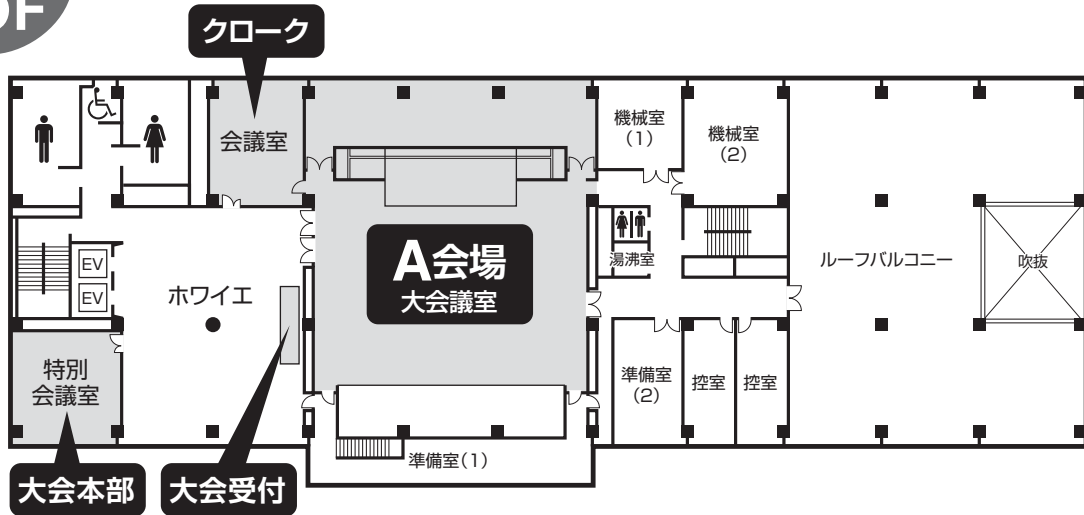 クローク
会議室
機械室
(1)
機械室
(2)
A会場
大会議室
湯沸室
ルーフバルコニー
吹抜
EV
EV
ホワイエ
特別
会議室
準備室
(2)
控室
控室
準備室(1)
大会本部
大会受付